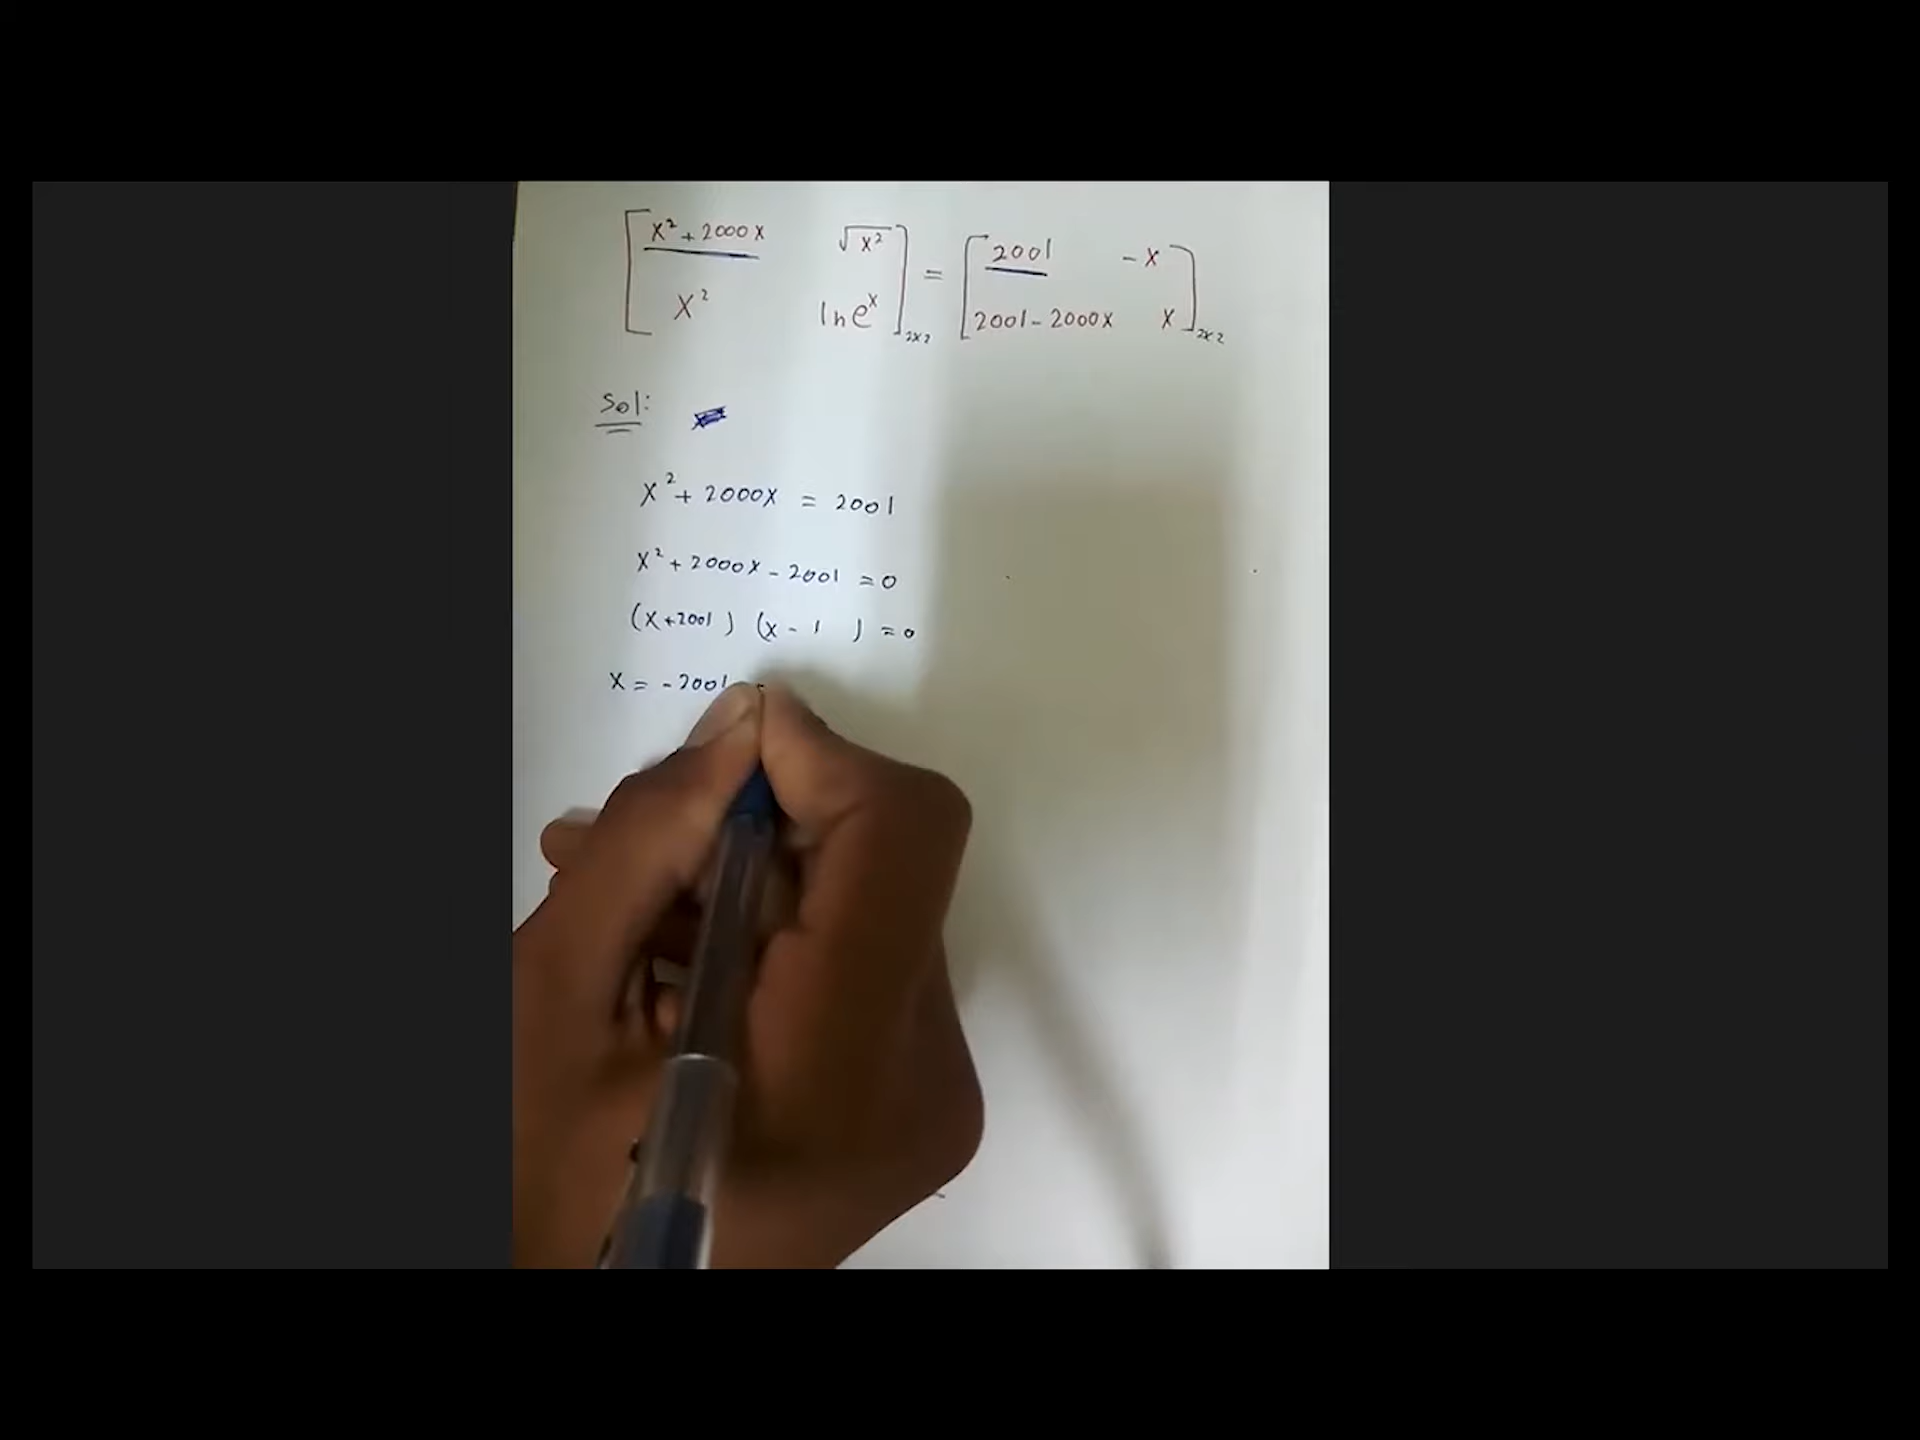 [x² + 2000x √x²] = [2001 -x]
[x² ln eˣ]₂ₓ₂ [2001 - 2000x x]₂ₓ₂
Sol:
x² + 2000x = 2001
x² + 2000x - 2001 = 0
(x+2001) (x - 1) = 0
x = -2001